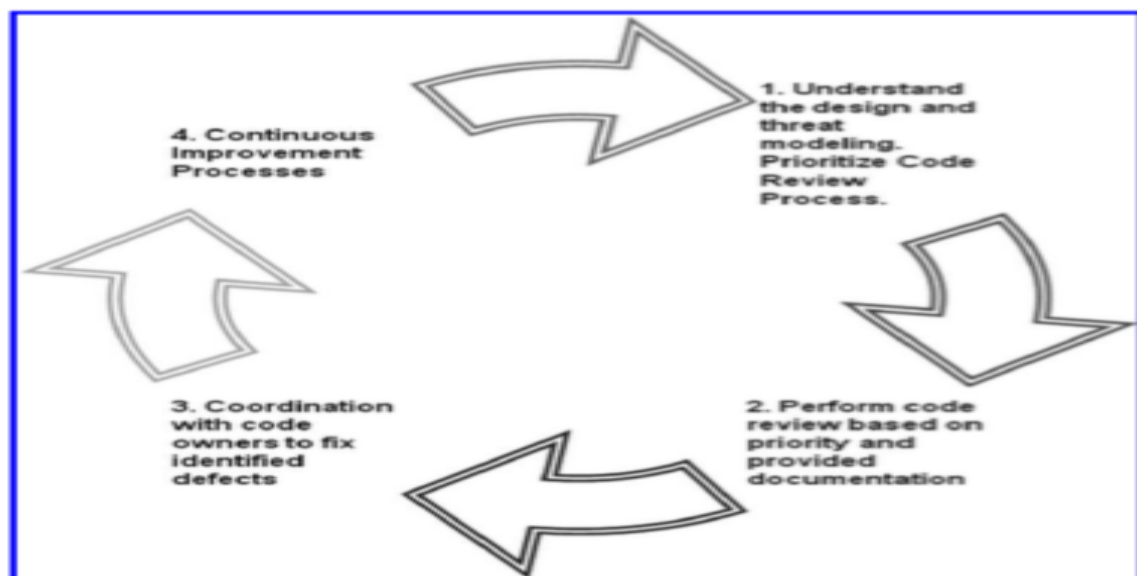 1. Understand
the design and
threat
modeling.
Prioritize Code
Review
Process.
2. Perform code
review based on
priority and
provided
documentation
3. Coordination
with code
owners to fix
identified
defects
4. Continuous
Improvement
Processes